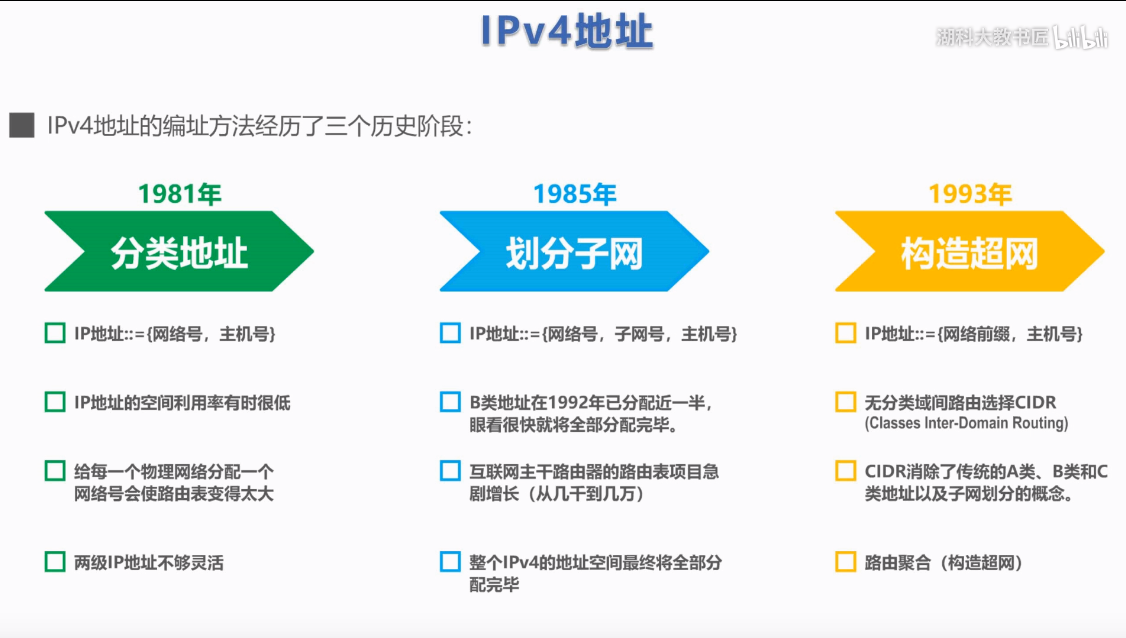 IPv4地址
湖科大教书匠 bilibili
IPv4地址的编址方法经历了三个历史阶段：
1981年
分类地址
IP地址::={网络号，主机号}
IP地址的空间利用率有时很低
给每一个物理网络分配一个
网络号会使路由表变得太大
两级IP地址不够灵活
1985年
划分子网
IP地址::={网络号，子网号，主机号}
B类地址在1992年已分配近一半，
眼看很快就将全部分配完毕。
互联网主干路由器的路由表项目急
剧增长（从几千到几万）
整个IPv4的地址空间最终将全部分
配完毕
1993年
构造超网
IP地址::={网络前缀，主机号}
无分类域间路由选择CIDR
(Classes Inter-Domain Routing)
CIDR消除了传统的A类、B类和C
类地址以及子网划分的概念。
路由聚合（构造超网）